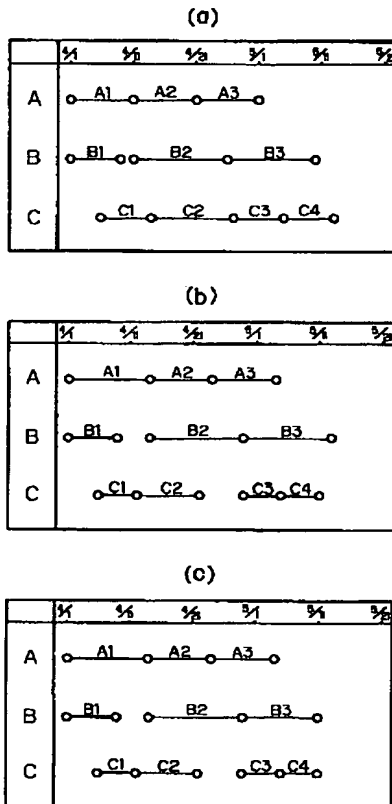 (a)
A A1 A2 A3
B B1 B2 B3
C C1 C2 C3 C4
(b)
A A1 A2 A3
B B1 B2 B3
C C1 C2 C3 C4
(c)
A A1 A2 A3
B B1 B2 B3
C C1 C2 C3 C4